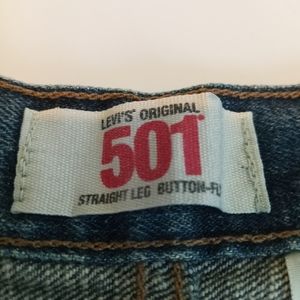 LEVI'S® ORIGINAL
501®
STRAIGHT LEG BUTTON-FL